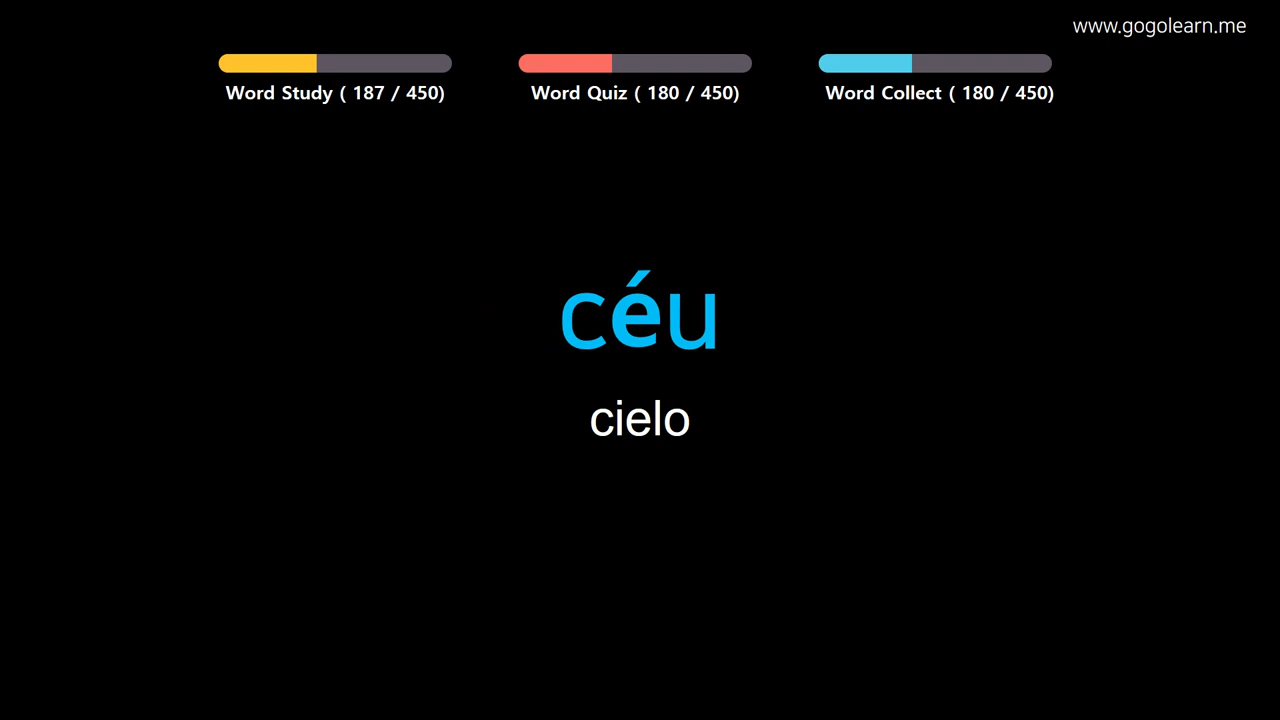 www.gogolearn.me
Word Study ( 187 / 450)
Word Quiz ( 180 / 450)
Word Collect ( 180 / 450)
céu
cielo